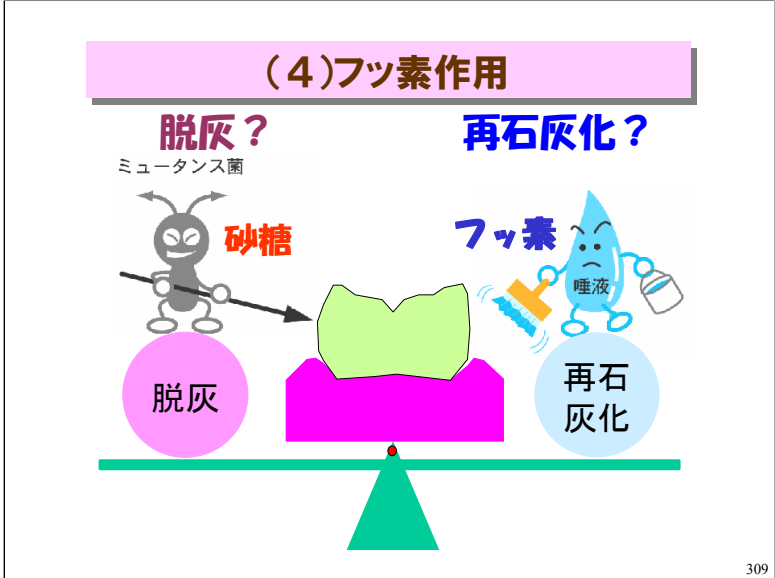 (4)フッ素作用
脱灰?
再石灰化?
ミュータンス菌
砂糖
フッ素
唾液
脱灰
再石
灰化
309